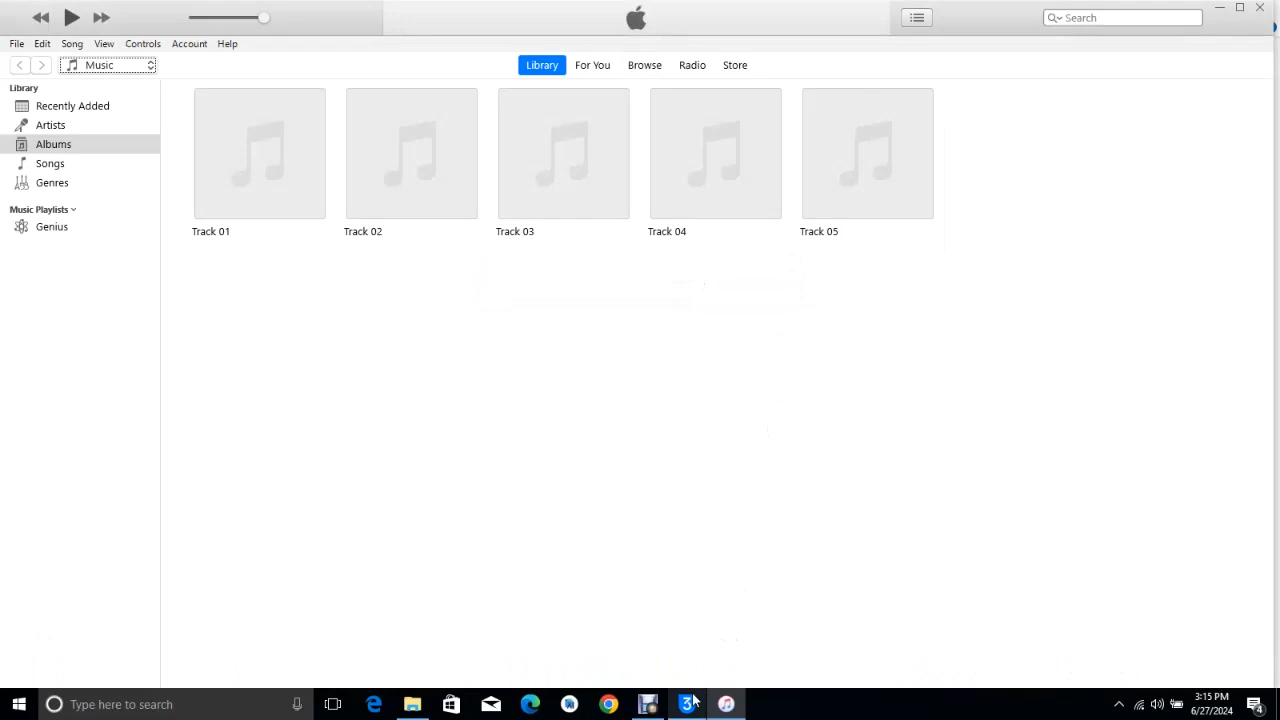 Search
File Edit Song View Controls Account Help
Music
Library For You Browse Radio Store
Library
Recently Added
Artists
Albums
Songs
Genres
Music Playlists
Genius
Track 01 Track 02 Track 03 Track 04 Track 05
Type here to search
3
3:15 PM
6/27/2024
4